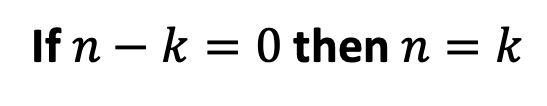 If n − k = 0 then n = k